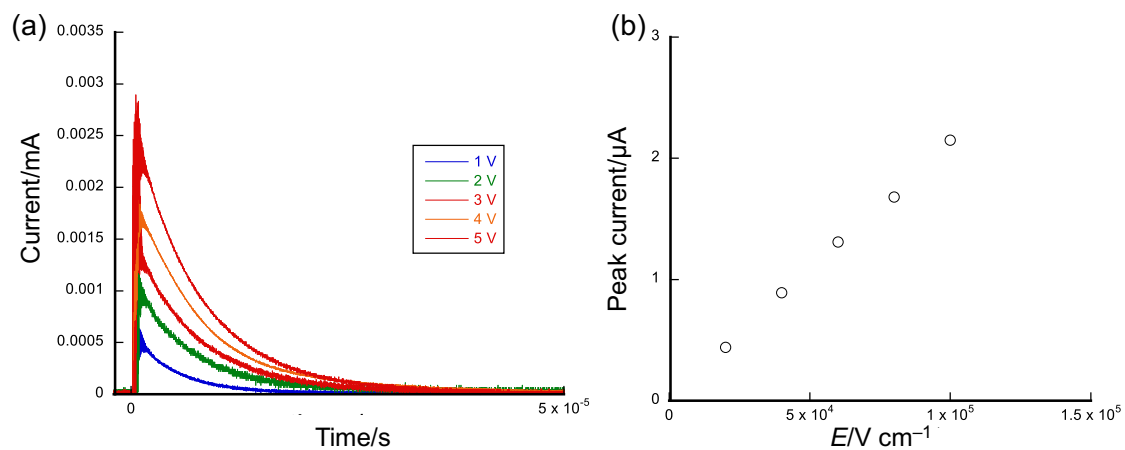 (a)
0.0035
0.003
0.0025
0.002
0.0015
0.001
0.0005
0
Current/mA
1 V
2 V
3 V
4 V
5 V
0
5 x 10⁻⁵
Time/s
(b)
3
2
1
0
Peak current/µA
0
5 x 10⁴
1 x 10⁵
1.5 x 10⁵
E/V cm⁻¹